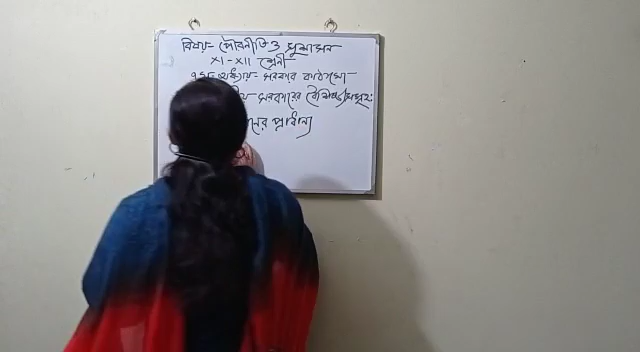 বিষয়- পৌরনীতি ও সুশাসন
XI - XII শ্রেনী
৭ম- অধ্যায়- সরকার কাঠামো
সরকারের বৈশিষ্ট্যসমূহ:
নের প্রাধান্য